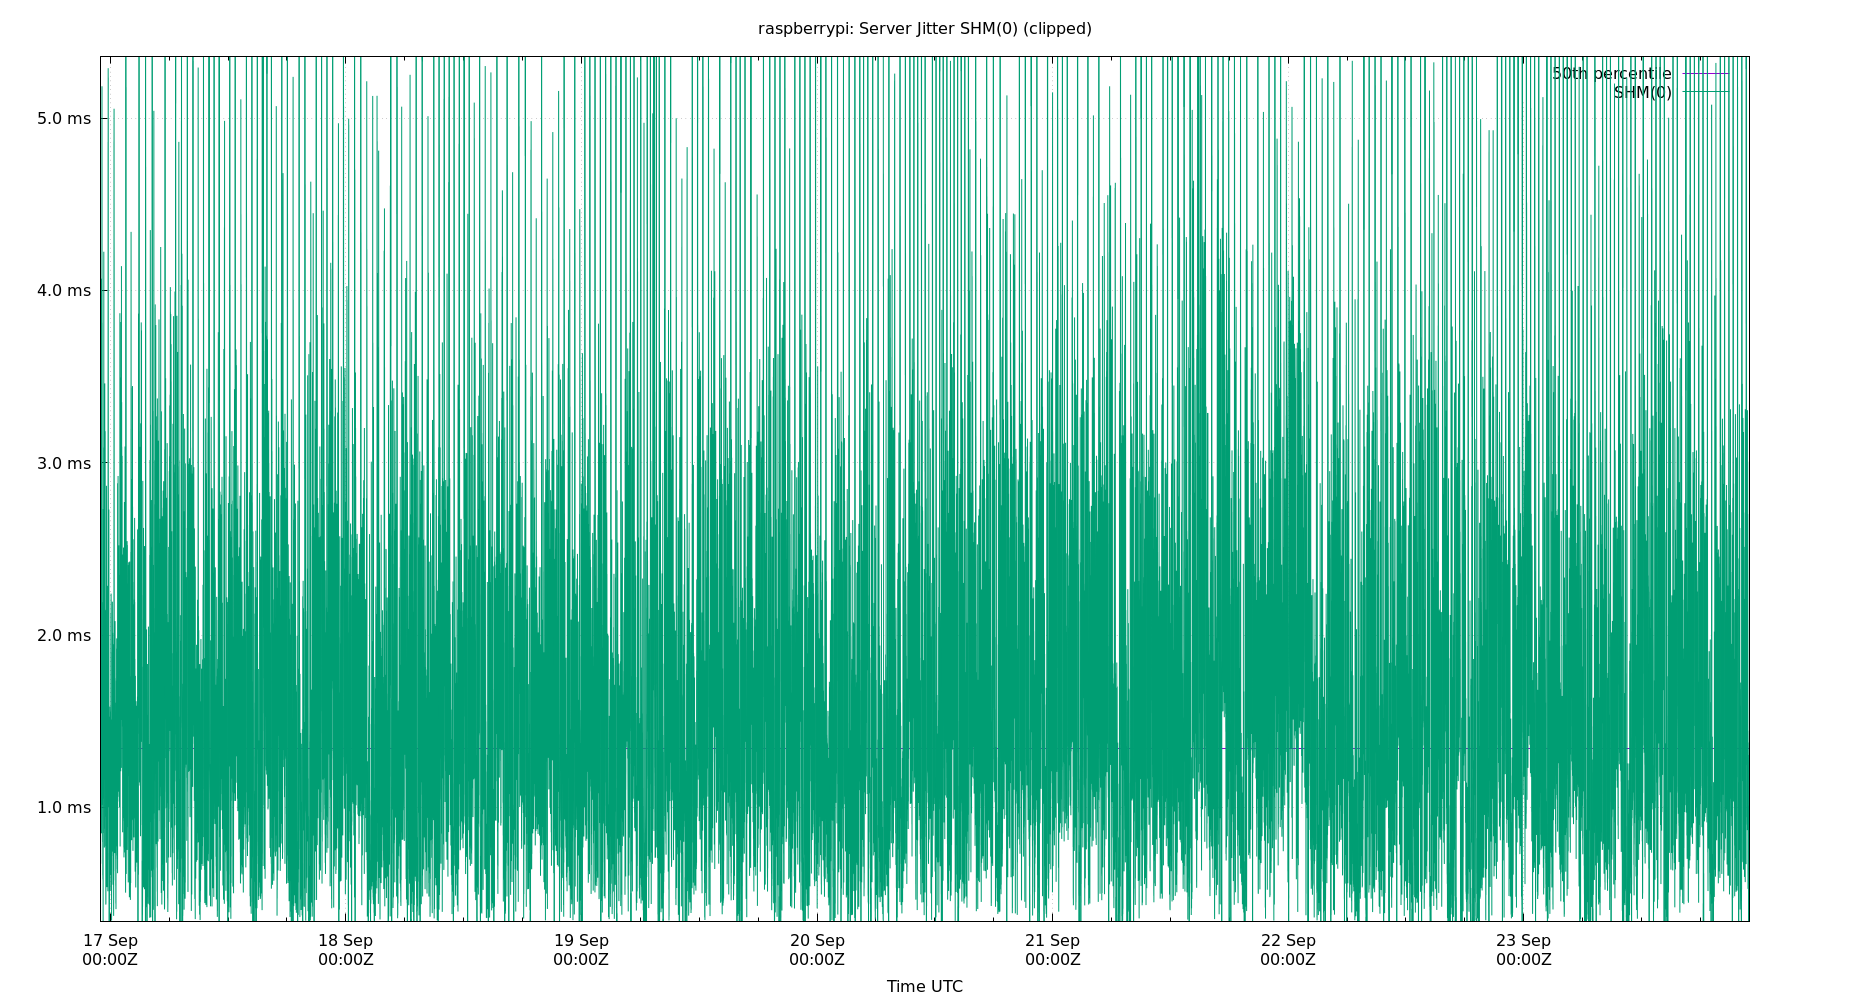 raspberrypi: Server Jitter SHM(0) (clipped)
50th percentile
SHM(0)
5.0 ms
4.0 ms
3.0 ms
2.0 ms
1.0 ms
17 Sep 18 Sep 19 Sep 20 Sep 21 Sep 22 Sep 23 Sep
00:00Z 00:00Z 00:00Z 00:00Z 00:00Z 00:00Z 00:00Z
Time UTC